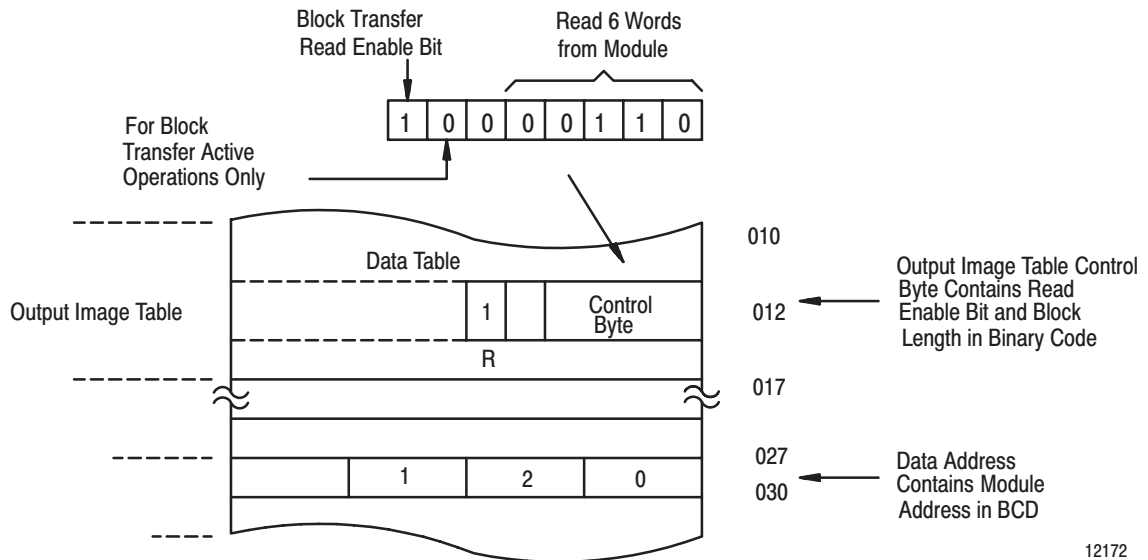 Block Transfer
Read Enable Bit
Read 6 Words
from Module
1 0 0 0 0 1 1 0
For Block
Transfer Active
Operations Only
010
Data Table
Output Image Table
1
Control
Byte
012
Output Image Table Control
Byte Contains Read
Enable Bit and Block
Length in Binary Code
R
017
027
1 2 0
030
Data Address
Contains Module
Address in BCD
12172